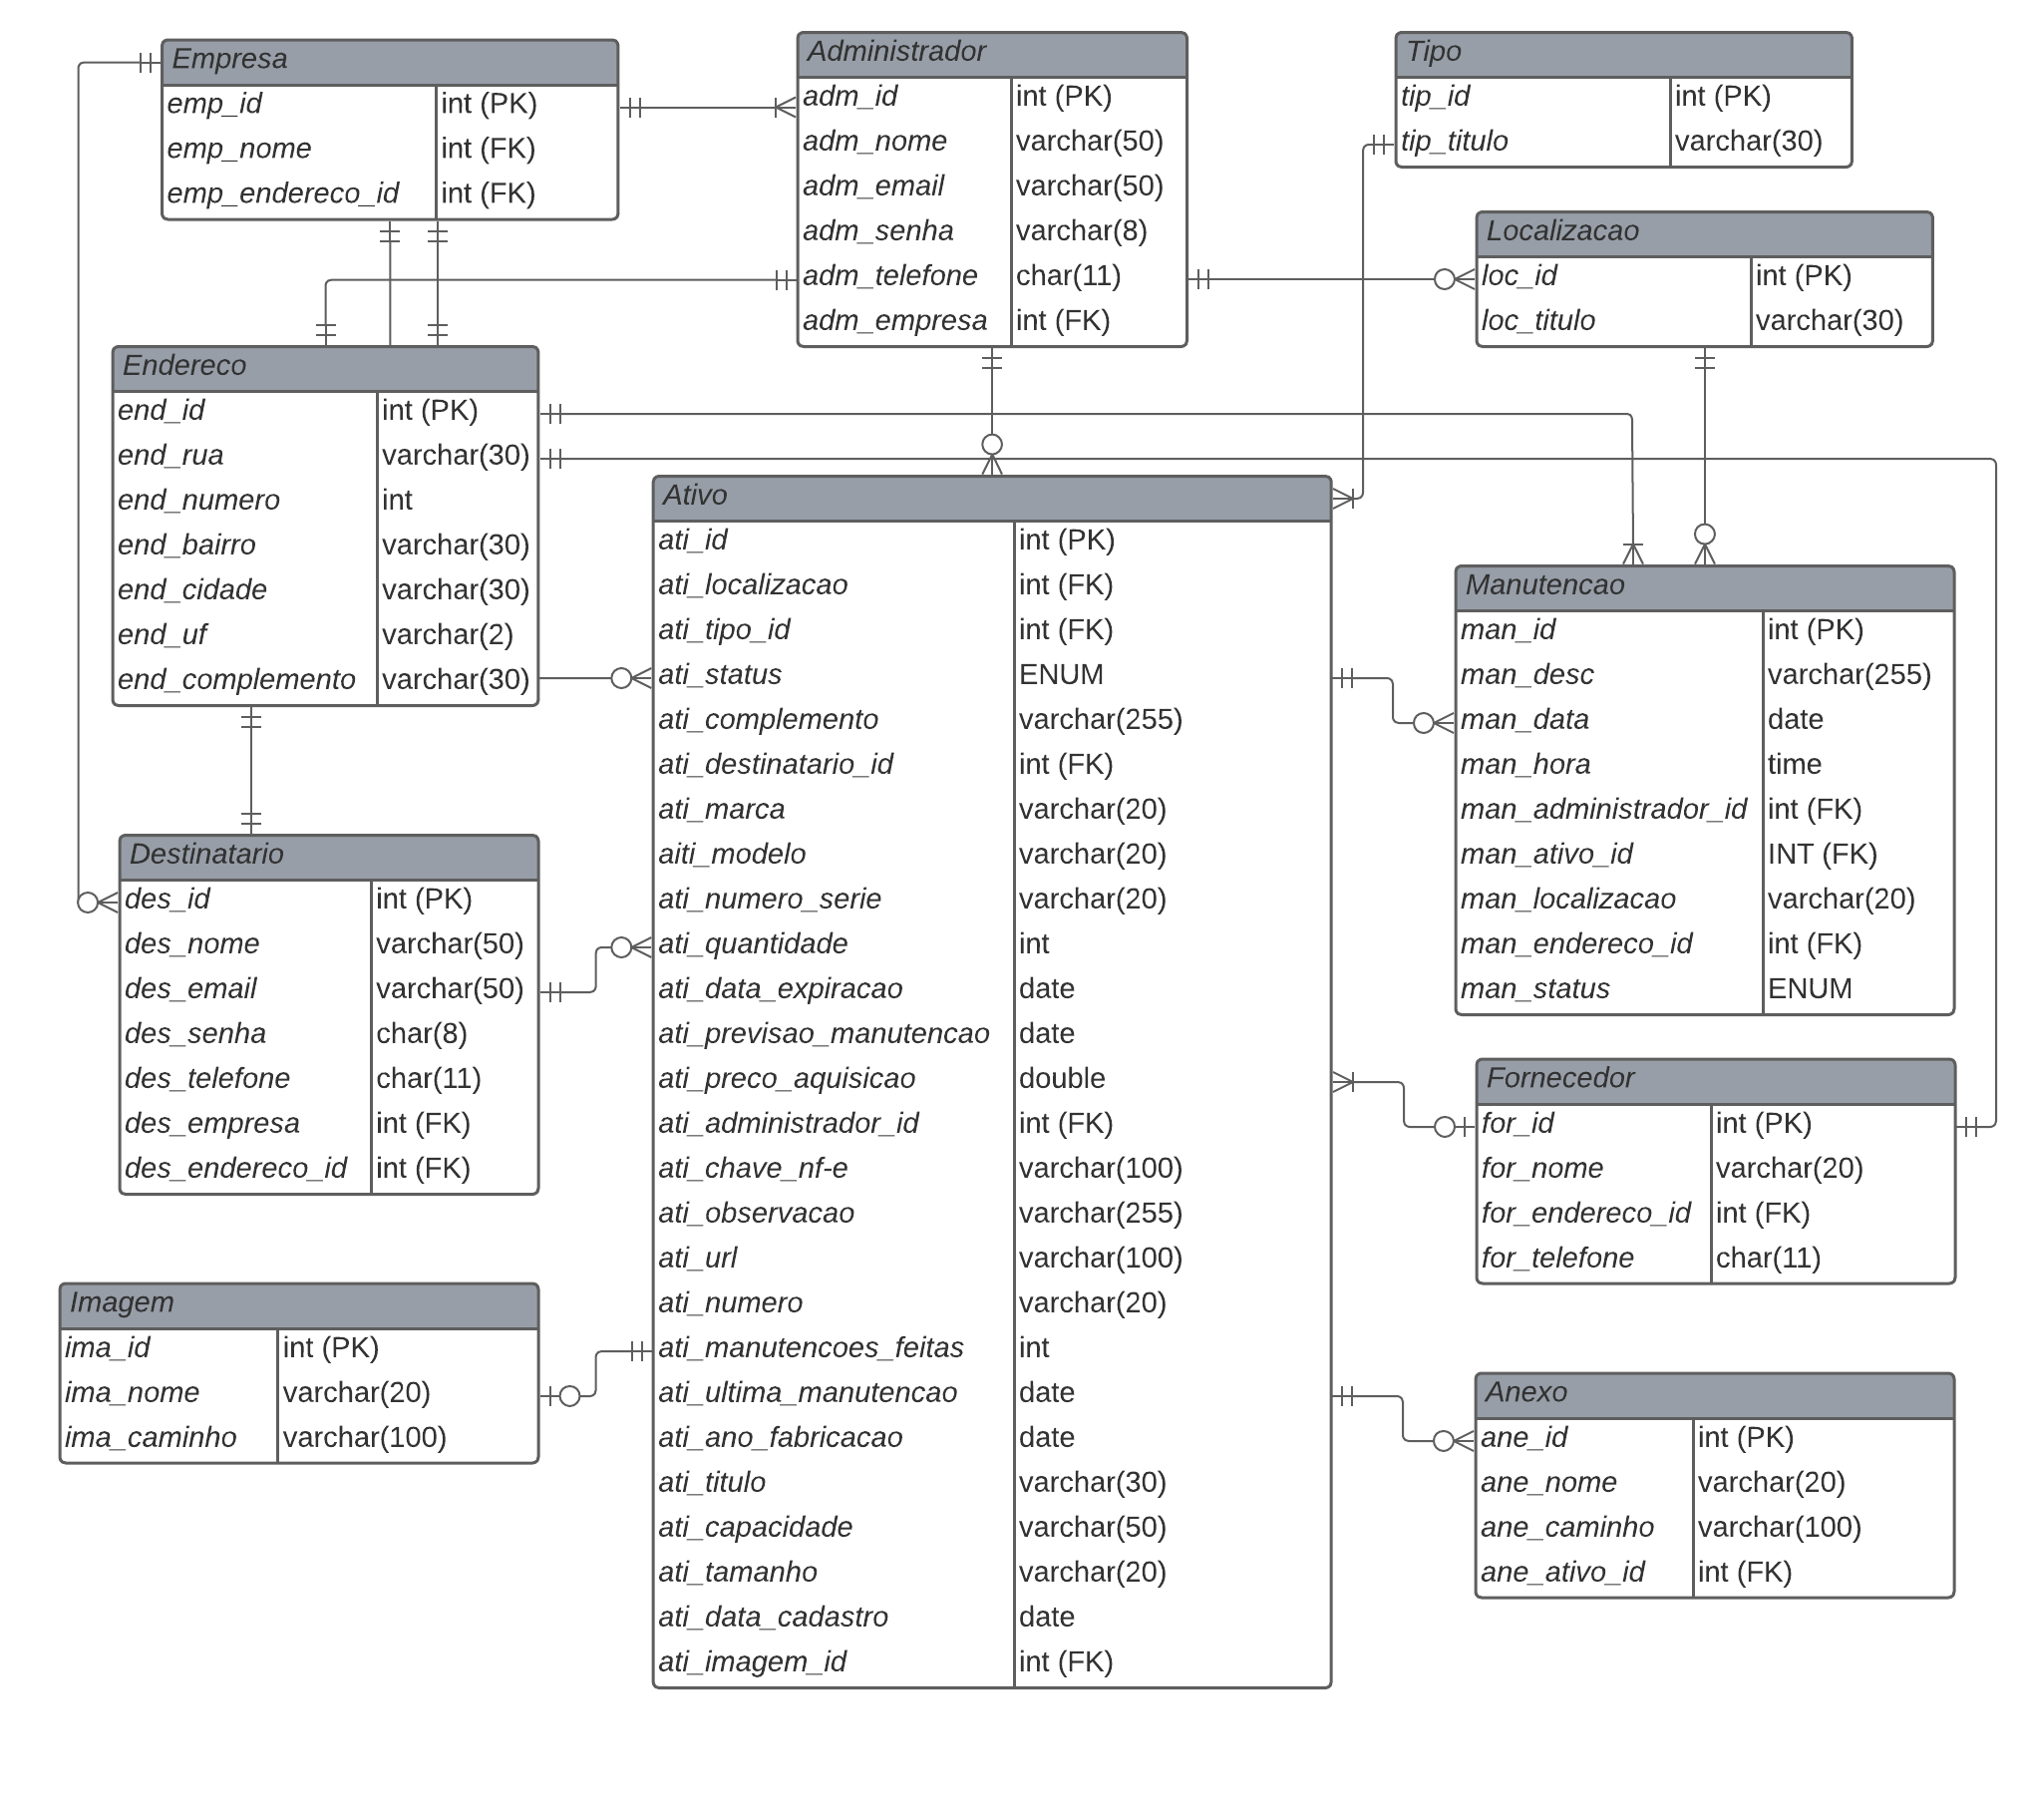 Empresa
emp_id int (PK)
emp_nome int (FK)
emp_endereco_id int (FK)
Administrador
adm_id int (PK)
adm_nome varchar(50)
adm_email varchar(50)
adm_senha varchar(8)
adm_telefone char(11)
adm_empresa int (FK)
Tipo
tip_id int (PK)
tip_titulo varchar(30)
Localizacao
loc_id int (PK)
loc_titulo varchar(30)
Endereco
end_id int (PK)
end_rua varchar(30)
end_numero int
end_bairro varchar(30)
end_cidade varchar(30)
end_uf varchar(2)
end_complemento varchar(30)
Ativo
ati_id int (PK)
ati_localizacao int (FK)
ati_tipo_id int (FK)
ati_status ENUM
ati_complemento varchar(255)
ati_destinatario_id int (FK)
ati_marca varchar(20)
aiti_modelo varchar(20)
ati_numero_serie varchar(20)
ati_quantidade int
ati_data_expiracao date
ati_previsao_manutencao date
ati_preco_aquisicao double
ati_administrador_id int (FK)
ati_chave_nf-e varchar(100)
ati_observacao varchar(255)
ati_url varchar(100)
ati_numero varchar(20)
ati_manutencoes_feitas int
ati_ultima_manutencao date
ati_ano_fabricacao date
ati_titulo varchar(30)
ati_capacidade varchar(50)
ati_tamanho varchar(20)
ati_data_cadastro date
ati_imagem_id int (FK)
Manutencao
man_id int (PK)
man_desc varchar(255)
man_data date
man_hora time
man_administrador_id int (FK)
man_ativo_id INT (FK)
man_localizacao varchar(20)
man_endereco_id int (FK)
man_status ENUM
Destinatario
des_id int (PK)
des_nome varchar(50)
des_email varchar(50)
des_senha char(8)
des_telefone char(11)
des_empresa int (FK)
des_endereco_id int (FK)
Fornecedor
for_id int (PK)
for_nome varchar(20)
for_endereco_id int (FK)
for_telefone char(11)
Imagem
ima_id int (PK)
ima_nome varchar(20)
ima_caminho varchar(100)
Anexo
ane_id int (PK)
ane_nome varchar(20)
ane_caminho varchar(100)
ane_ativo_id int (FK)